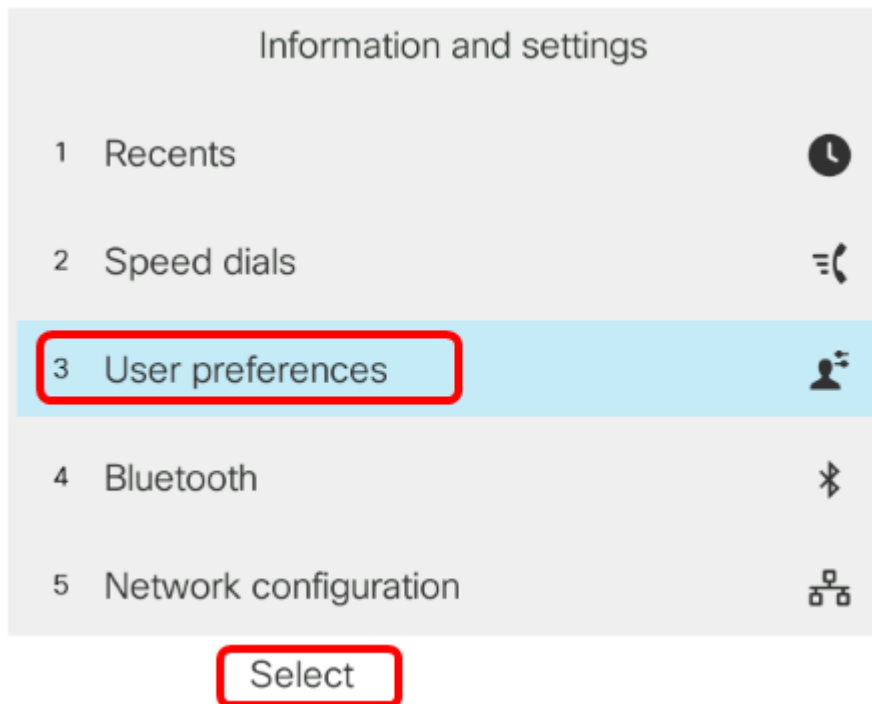 Information and settings
1 Recents
2 Speed dials
3 User preferences
4 Bluetooth
5 Network configuration
Select